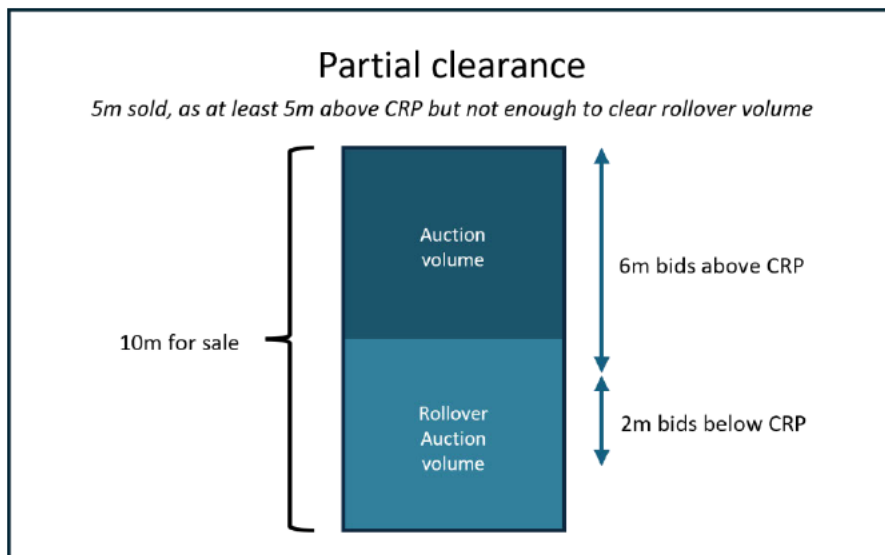 Partial clearance
5m sold, as at least 5m above CRP but not enough to clear rollover volume
Auction
volume
6m bids above CRP
10m for sale
Rollover
Auction
volume
2m bids below CRP